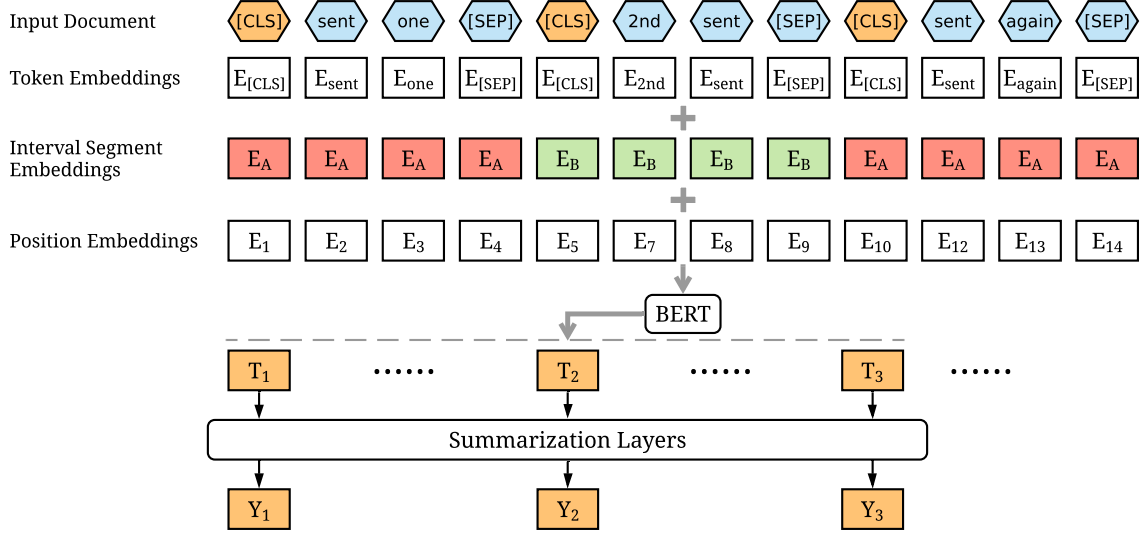 Input Document [CLS] sent one [SEP] [CLS] 2nd sent [SEP] [CLS] sent again [SEP]
Token Embeddings E[CLS] Esent Eone E[SEP] E[CLS] E2nd Esent E[SEP] E[CLS] Esent Eagain E[SEP]
+
Interval Segment
Embeddings EA EA EA EA EB EB EB EB EA EA EA EA
+
Position Embeddings E1 E2 E3 E4 E5 E7 E8 E9 E10 E12 E13 E14
BERT
T1 ...... T2 ...... T3 ......
Summarization Layers
Y1 Y2 Y3